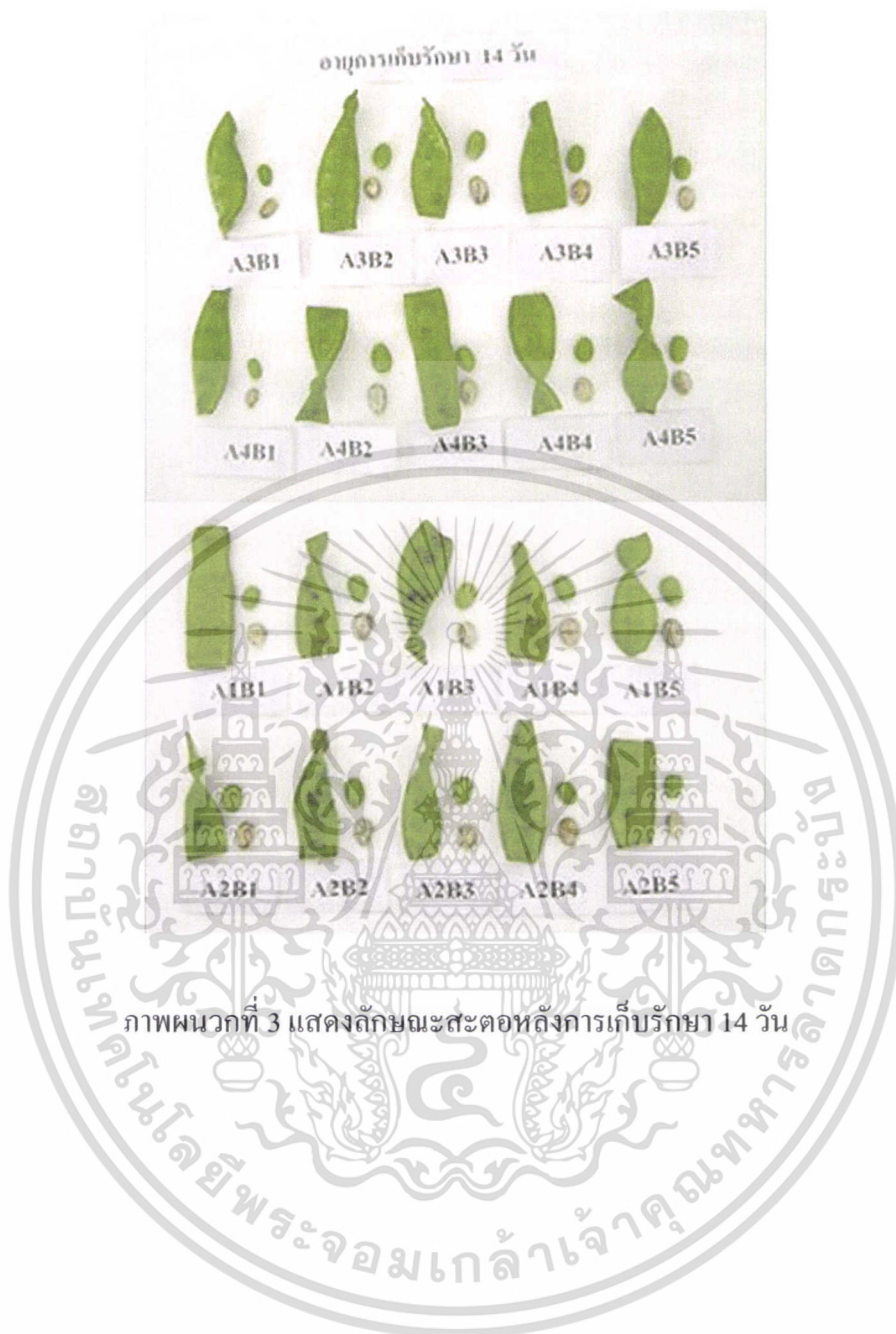 อายุการเก็บรักษา 14 วัน
A3B1 A3B2 A3B3 A3B4 A3B5
A4B1 A4B2 A4B3 A4B4 A4B5
A1B1 A1B2 A1B3 A1B4 A1B5
A2B1 A2B2 A2B3 A2B4 A2B5
ภาพผนวกที่ 3 แสดงลักษณะสะตอหลังการเก็บรักษา 14 วัน
สถาบันเทคโนโลยีพระจอมเกล้าเจ้าคุณทหารลาดกระบัง